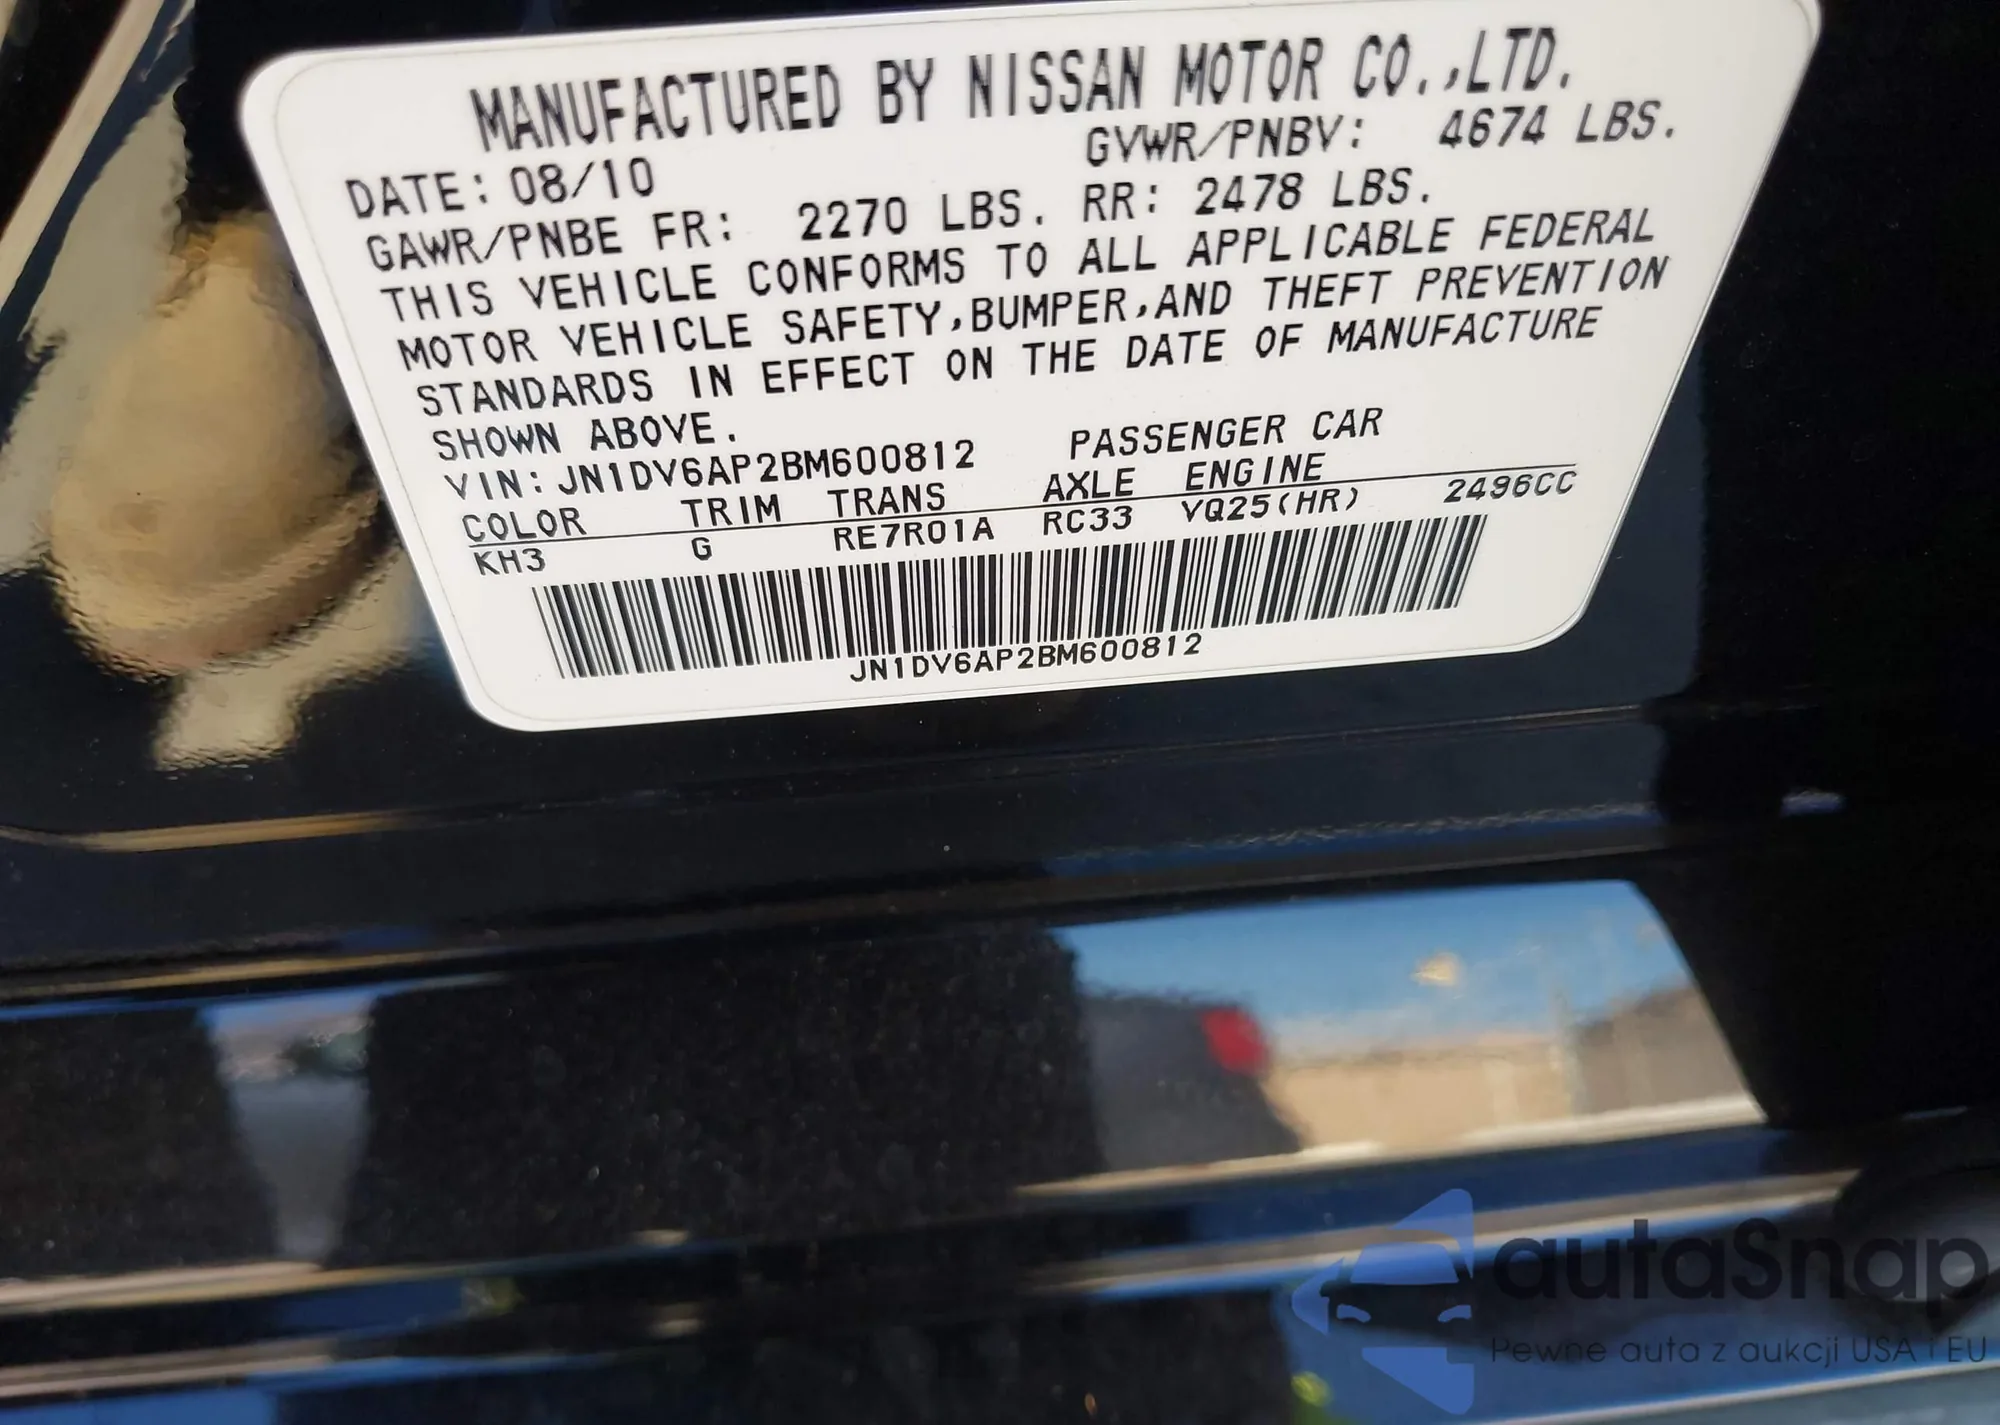 MANUFACTURED BY NISSAN MOTOR CO.,LTD.
DATE: 08/10 GVWR/PNBV: 4674 LBS.
GAWR/PNBE FR: 2270 LBS. RR: 2478 LBS.
THIS VEHICLE CONFORMS TO ALL APPLICABLE FEDERAL
MOTOR VEHICLE SAFETY,BUMPER,AND THEFT PREVENTION
STANDARDS IN EFFECT ON THE DATE OF MANUFACTURE
SHOWN ABOVE.
VIN: JN1DV6AP2BM600812 PASSENGER CAR
COLOR TRIM TRANS AXLE ENGINE
KH3 G RE7R01A RC33 VQ25(HR) 2496CC
JN1DV6AP2BM600812
autaSnap
Pewne auta z aukcji USA i EU